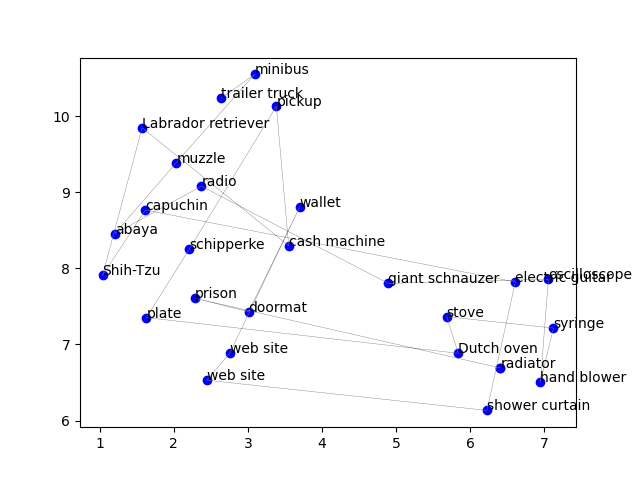 minibus
trailer truck
pickup
10
Labrador retriever
muzzle
radio
9
wallet
capuchin
abaya
schipperke
cash machine
8
Shih-Tzu
giant schnauzer
electric guitar
oscilloscope
prison
doormat
plate
stove
syringe
7
web site
Dutch oven
radiator
web site
hand blower
shower curtain
6
1 2 3 4 5 6 7